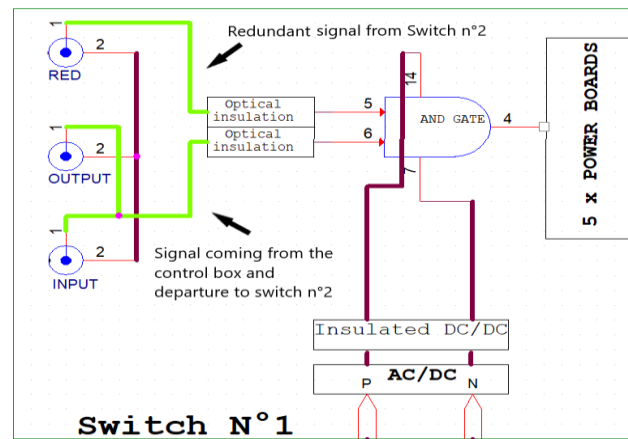 Redundant signal from Switch n°2
1
2
RED
1
2
OUTPUT
1
2
INPUT
Optical
insulation
Optical
insulation
5
6
14
AND GATE
4
7
5 x POWER BOARDS
Signal coming from the
control box and
departure to switch n°2
Insulated DC/DC
AC/DC
P
N
Switch N°1